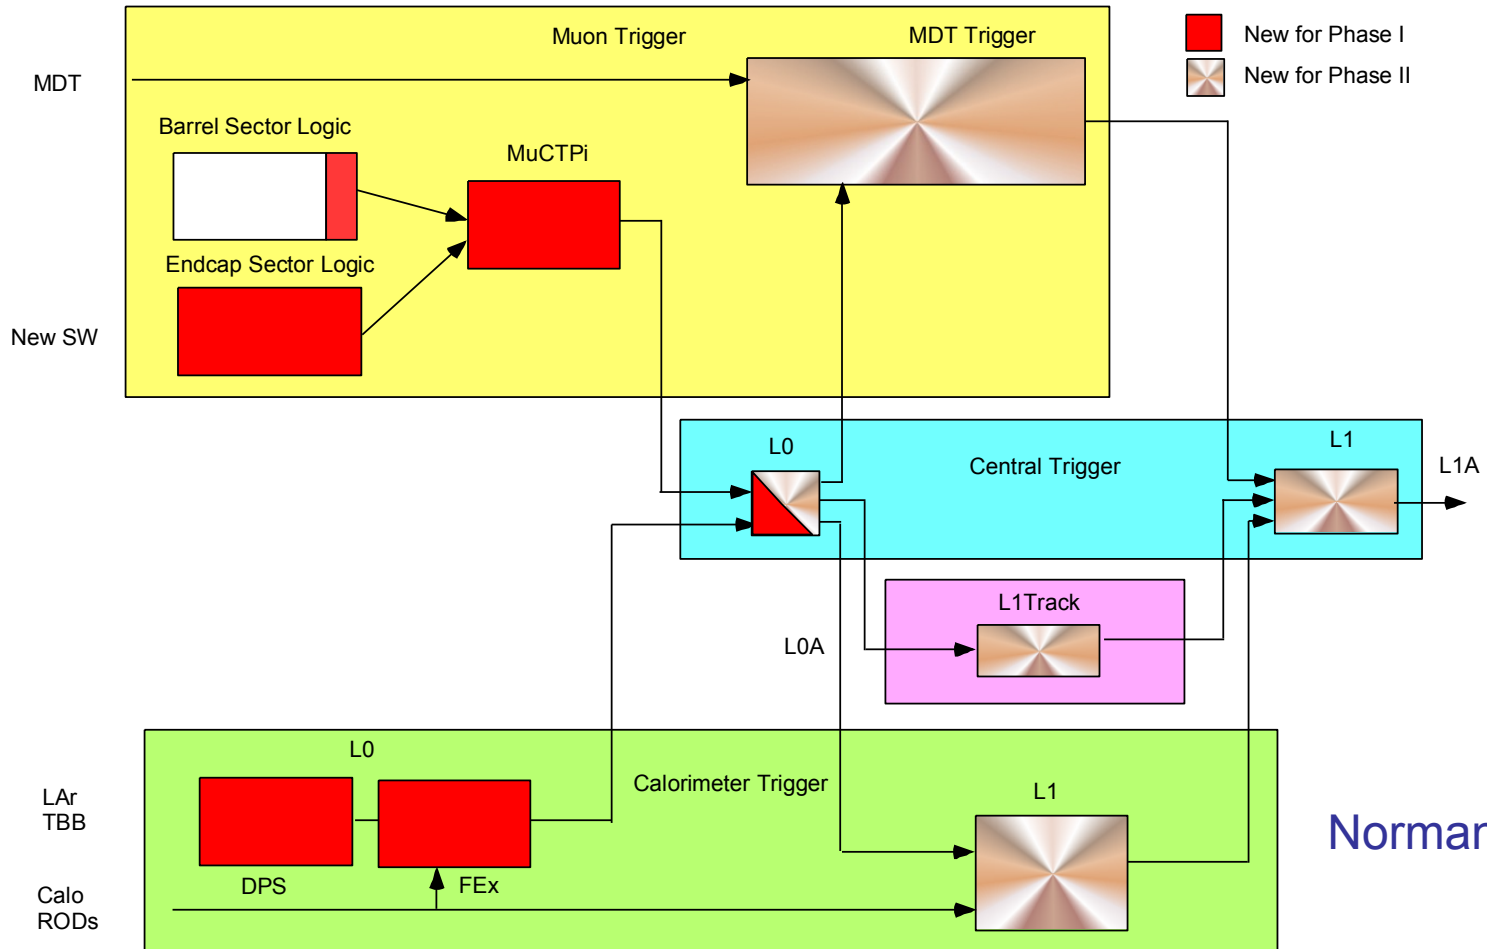 Muon Trigger
MDT Trigger
New for Phase I
New for Phase II
MDT
Barrel Sector Logic
MuCTPi
Endcap Sector Logic
New SW
L0
Central Trigger
L1
L1A
L1Track
L0A
L0
Calorimeter Trigger
L1
LAr
TBB
DPS
FEx
Calo
RODs
Norman